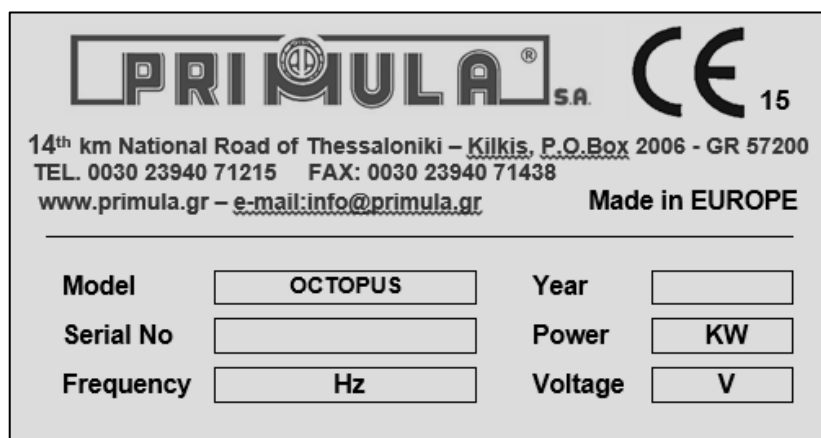 PRIMULA® S.A. CE 15
14th km National Road of Thessaloniki – Kilkis, P.O.Box 2006 - GR 57200
TEL. 0030 23940 71215 FAX: 0030 23940 71438
www.primula.gr – e-mail:info@primula.gr Made in EUROPE
Model OCTOPUS Year
Serial No Power KW
Frequency Hz Voltage V